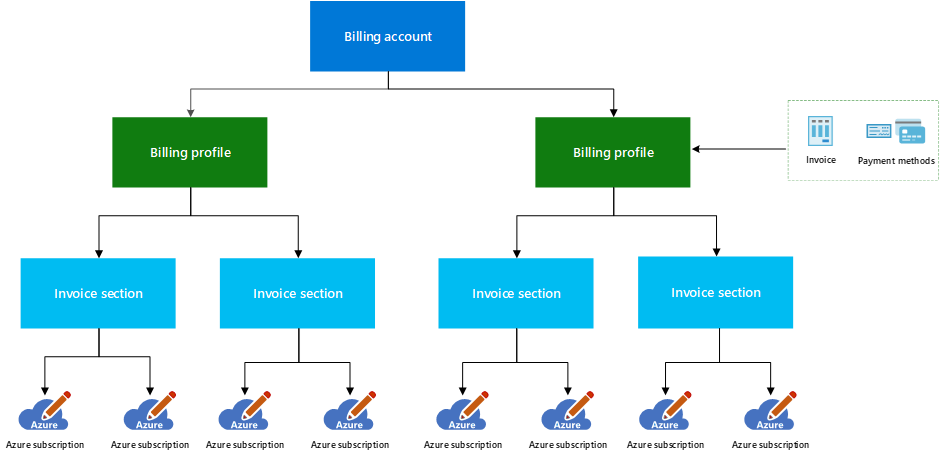 Billing account
Billing profile
Billing profile
Invoice
Payment methods
Invoice section
Invoice section
Invoice section
Invoice section
Azure
Azure
Azure
Azure
Azure
Azure
Azure
Azure
Azure subscription
Azure subscription
Azure subscription
Azure subscription
Azure subscription
Azure subscription
Azure subscription
Azure subscription